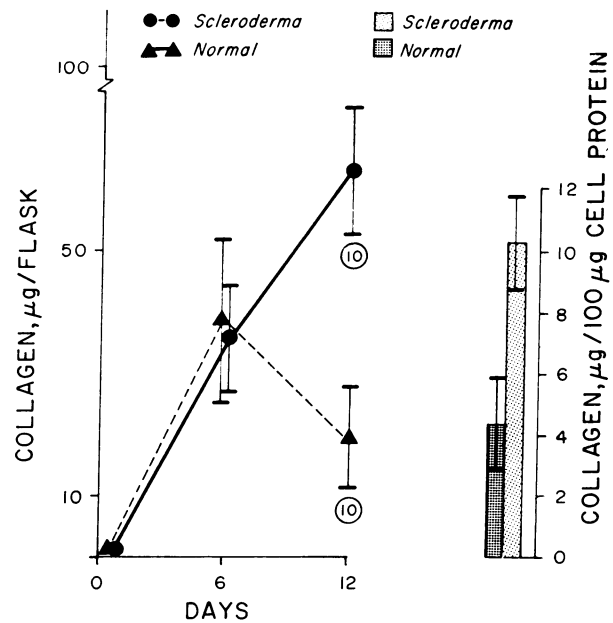 Scleroderma
Normal
Scleroderma
Normal
100
50
10
COLLAGEN, μg/FLASK
0
6
12
DAYS
10
10
12
10
8
6
4
2
0
COLLAGEN, μg/100 μg CELL PROTEIN